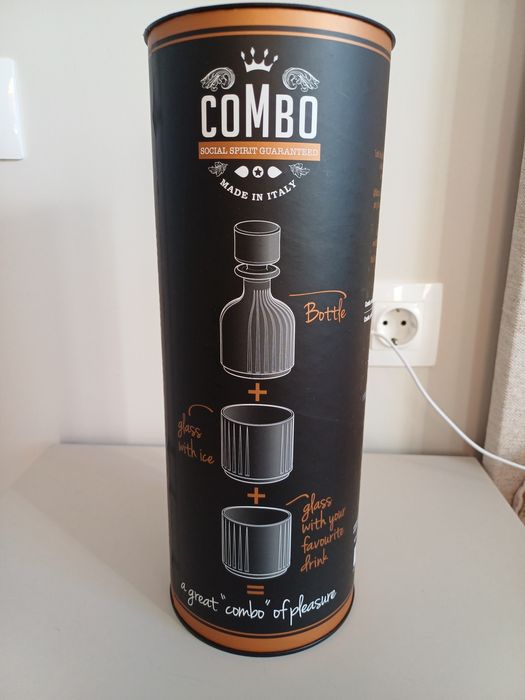 COMBO
SOCIAL SPIRIT GUARANTEED
MADE IN ITALY
Bottle
+
glass
with ice
+
glass
with your
favourite
drink
=
a great "combo" of pleasure